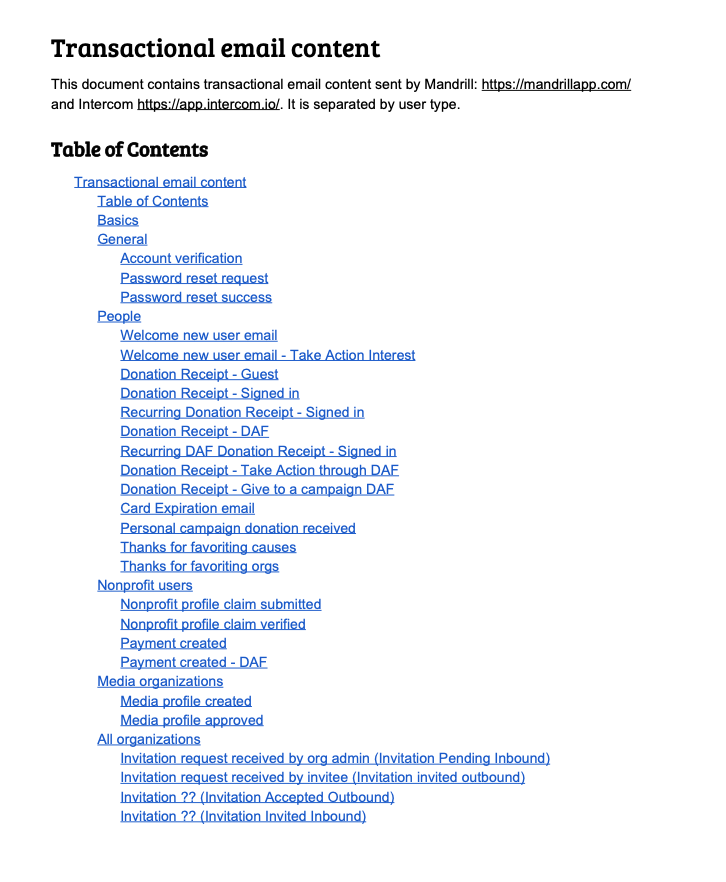 Transactional email content
This document contains transactional email content sent by Mandrill: https://mandrillapp.com/
and Intercom https://app.intercom.io/. It is separated by user type.
Table of Contents
Transactional email content
Table of Contents
Basics
General
Account verification
Password reset request
Password reset success
People
Welcome new user email
Welcome new user email - Take Action Interest
Donation Receipt - Guest
Donation Receipt - Signed in
Recurring Donation Receipt - Signed in
Donation Receipt - DAF
Recurring DAF Donation Receipt - Signed in
Donation Receipt - Take Action through DAF
Donation Receipt - Give to a campaign DAF
Card Expiration email
Personal campaign donation received
Thanks for favoriting causes
Thanks for favoriting orgs
Nonprofit users
Nonprofit profile claim submitted
Nonprofit profile claim verified
Payment created
Payment created - DAF
Media organizations
Media profile created
Media profile approved
All organizations
Invitation request received by org admin (Invitation Pending Inbound)
Invitation request received by invitee (Invitation invited outbound)
Invitation ?? (Invitation Accepted Outbound)
Invitation ?? (Invitation Invited Inbound)